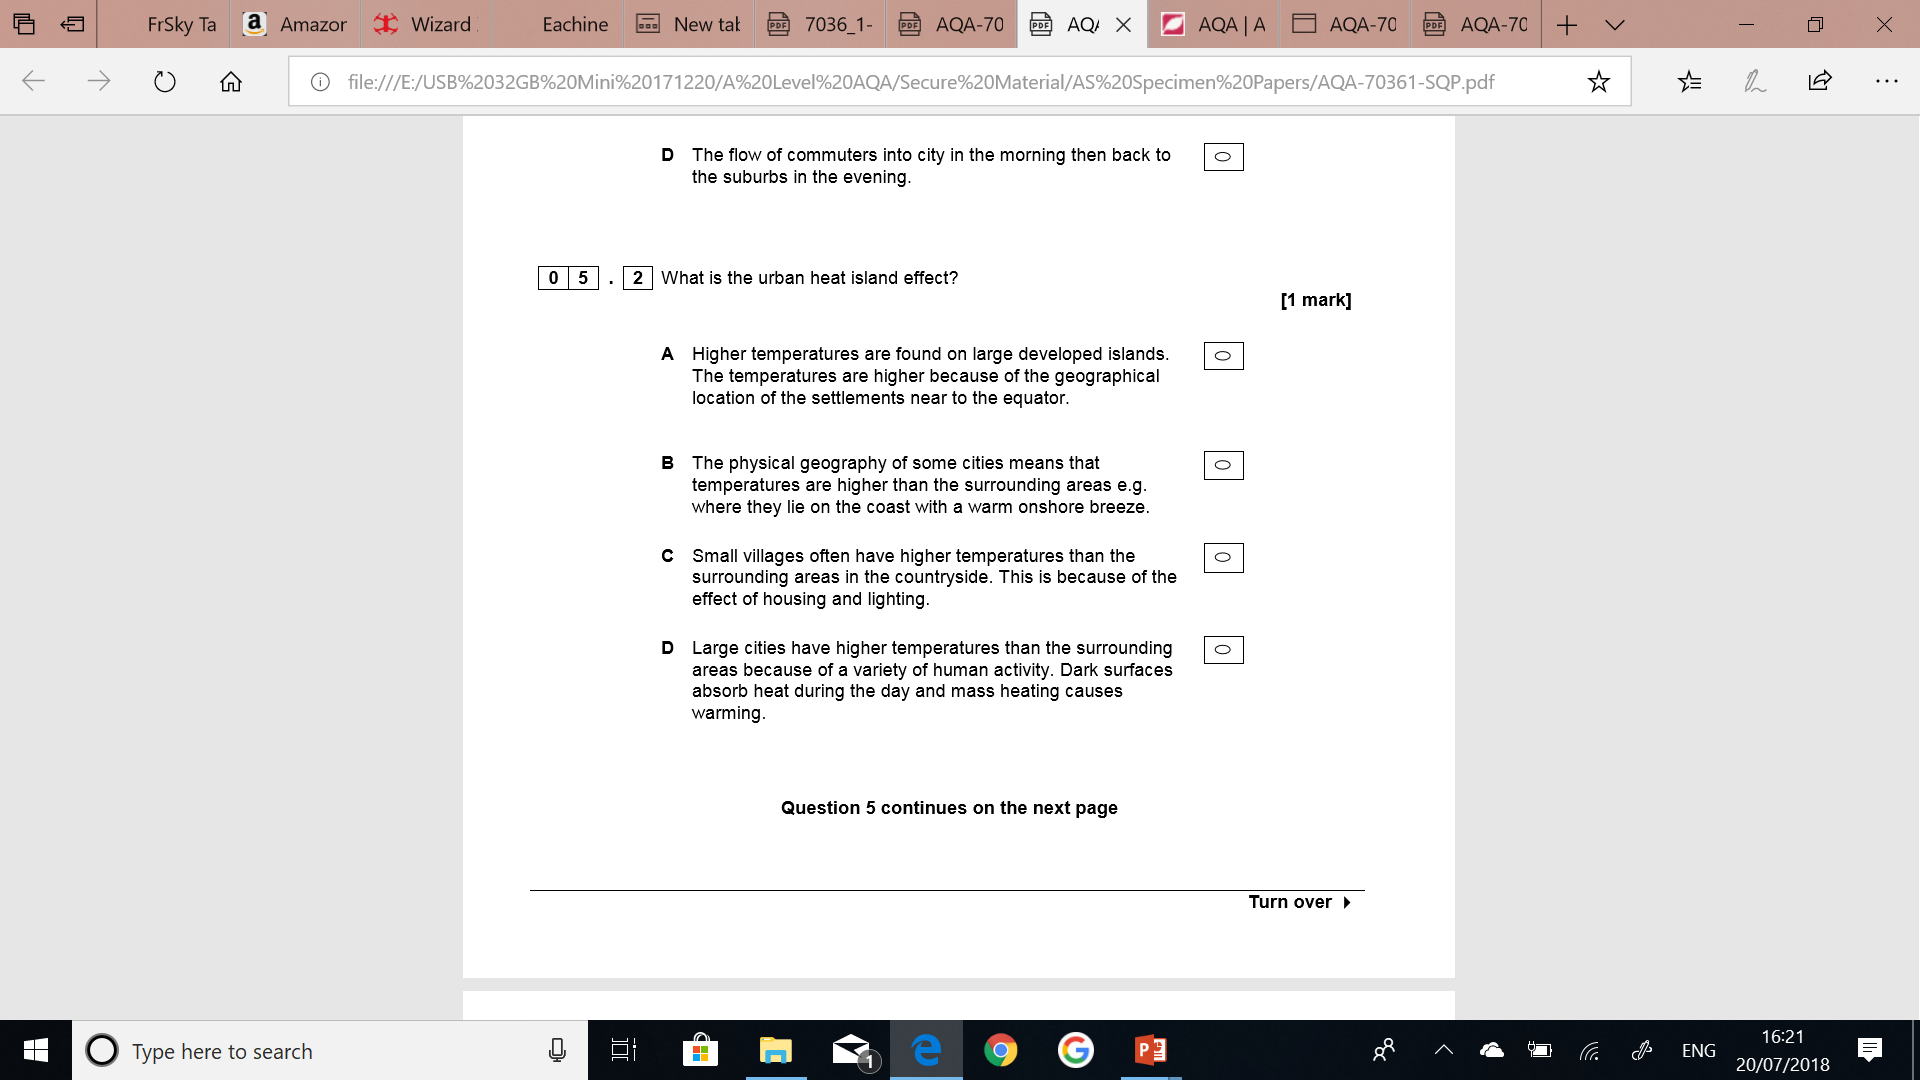 FrSky Ta
Amazor
Wizard
Eachine
New tab
7036_1-
AQA-70
AQA
AQA | A
AQA-70
AQA-70
file:///E:/USB%2032GB%20Mini%20171220/A%20Level%20AQA/Secure%20Material/AS%20Specimen%20Papers/AQA-70361-SQP.pdf
D The flow of commuters into city in the morning then back to
the suburbs in the evening.
0 5 . 2 What is the urban heat island effect?
[1 mark]
A Higher temperatures are found on large developed islands.
The temperatures are higher because of the geographical
location of the settlements near to the equator.
B The physical geography of some cities means that
temperatures are higher than the surrounding areas e.g.
where they lie on the coast with a warm onshore breeze.
C Small villages often have higher temperatures than the
surrounding areas in the countryside. This is because of the
effect of housing and lighting.
D Large cities have higher temperatures than the surrounding
areas because of a variety of human activity. Dark surfaces
absorb heat during the day and mass heating causes
warming.
Question 5 continues on the next page
Turn over
Type here to search
1
ENG
16:21
20/07/2018